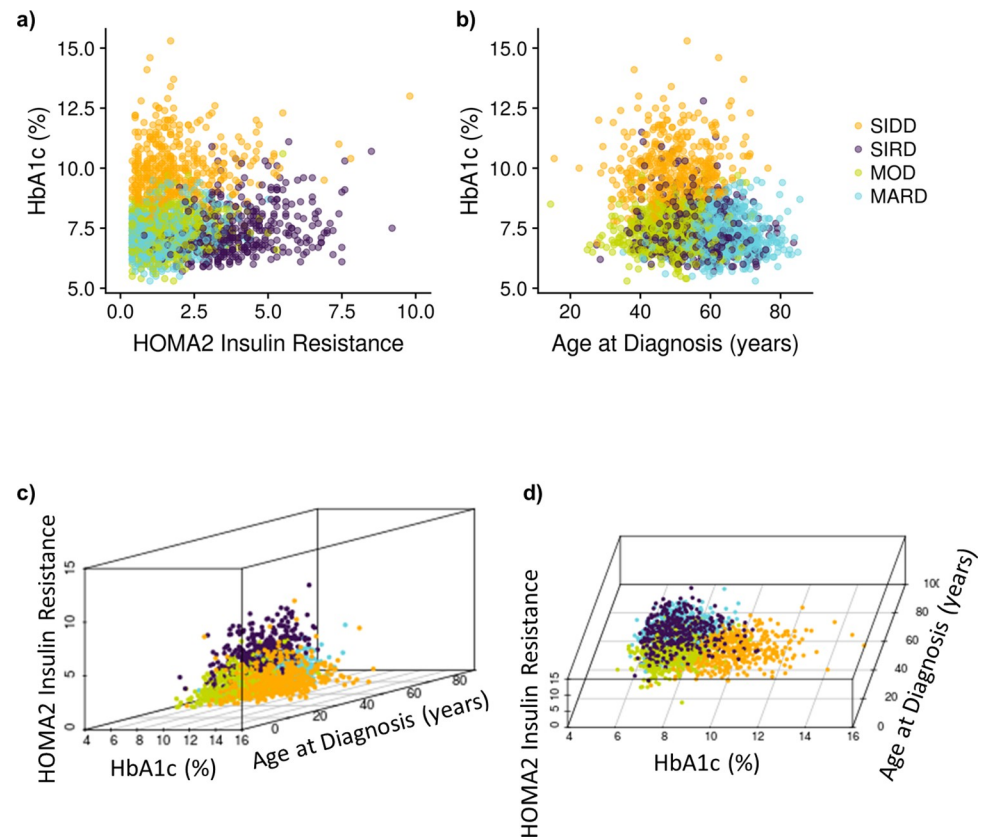 a)
b)
HbA1c (%)
15.0
12.5
10.0
7.5
5.0
0.0 2.5 5.0 7.5 10.0
HOMA2 Insulin Resistance
HbA1c (%)
15.0
12.5
10.0
7.5
5.0
20 40 60 80
Age at Diagnosis (years)
SIDD
SIRD
MOD
MARD
c)
HOMA2 Insulin Resistance
15
10
5
0
4 6 8 10 12 14 16
HbA1c (%)
0 20 40 60 80
Age at Diagnosis (years)
d)
HOMA2 Insulin Resistance
15
10
5
0
4 6 8 10 12 14 16
HbA1c (%)
0
20
40
60
80
Age at Diagnosis (years)